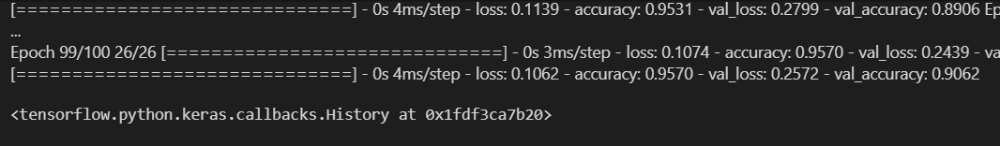 [==============================] - 0s 4ms/step - loss: 0.1139 - accuracy: 0.9531 - val_loss: 0.2799 - val_accuracy: 0.8906 Ep
...
Epoch 99/100 26/26 [==============================] - 0s 3ms/step - loss: 0.1074 - accuracy: 0.9570 - val_loss: 0.2439 - va
[==============================] - 0s 4ms/step - loss: 0.1062 - accuracy: 0.9570 - val_loss: 0.2572 - val_accuracy: 0.9062
<tensorflow.python.keras.callbacks.History at 0x1fdf3ca7b20>